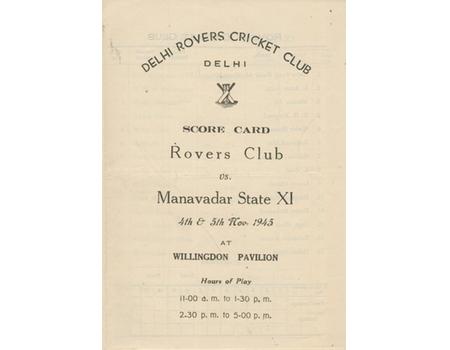 DELHI ROVERS CRICKET CLUB
DELHI
SCORE CARD
Rovers Club
vs.
Manavadar State XI
4th & 5th Nov. 1945
AT
WILLINGDON PAVILION
Hours of Play
11-00 a. m. to 1-30 p. m.
2.30 p. m. to 5-00 p. m.